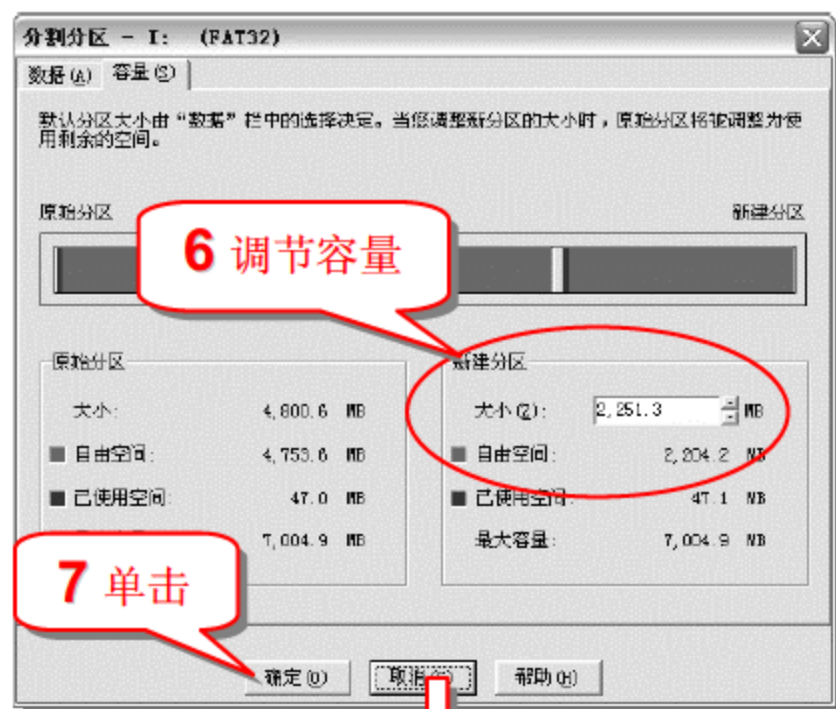 分割分区 - I: (FAT32)
数据(A) 容量(S)
默认分区大小由“数据”栏中的选择决定。当您调整新分区的大小时，原始分区将被调整为使
用剩余的空间。
原始分区 新建分区
6 调节容量
原始分区 新建分区
大小: 4,800.6 MB 大小(Z): 2,251.3 MB
自由空间: 4,753.6 MB 自由空间: 2,204.2 MB
已使用空间: 47.0 MB 已使用空间: 47.1 MB
7,004.9 MB 最大容量: 7,004.9 MB
7 单击
确定(O) 取消 帮助(H)